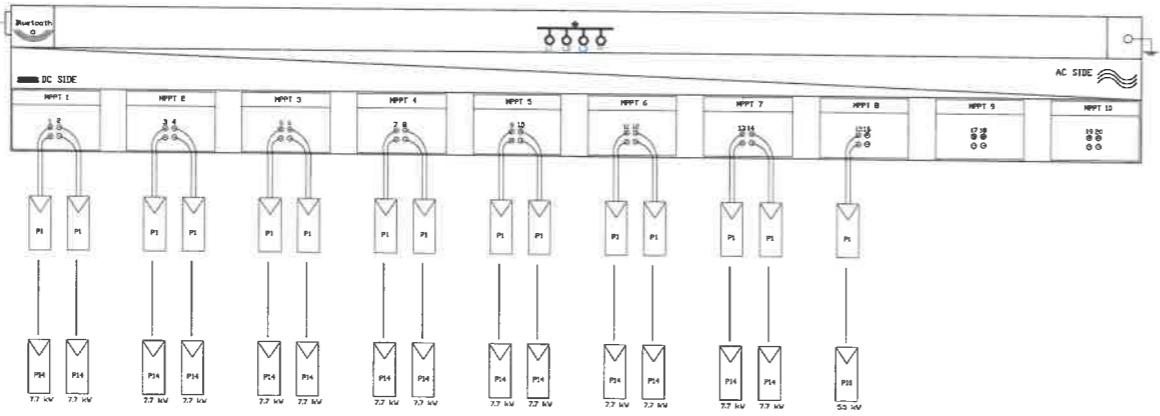 Bluetooth
DC SIDE
AC SIDE
MPPT 1
MPPT 2
MPPT 3
MPPT 4
MPPT 5
MPPT 6
MPPT 7
MPPT 8
MPPT 9
MPPT 10
1 2
3 4
7 8
9 10
13 14
15 16
17 18
19 20
P1 P1 P1 P1 P1 P1 P1 P1 P1 P1 P1 P1 P1 P1 P1
P14 P14 P14 P14 P14 P14 P14 P14 P14 P14 P14 P14 P14 P14
7.7 kW 7.7 kW 7.7 kW 7.7 kW 7.7 kW 7.7 kW 7.7 kW 7.7 kW 7.7 kW 7.7 kW 7.7 kW 7.7 kW 7.7 kW 7.7 kW